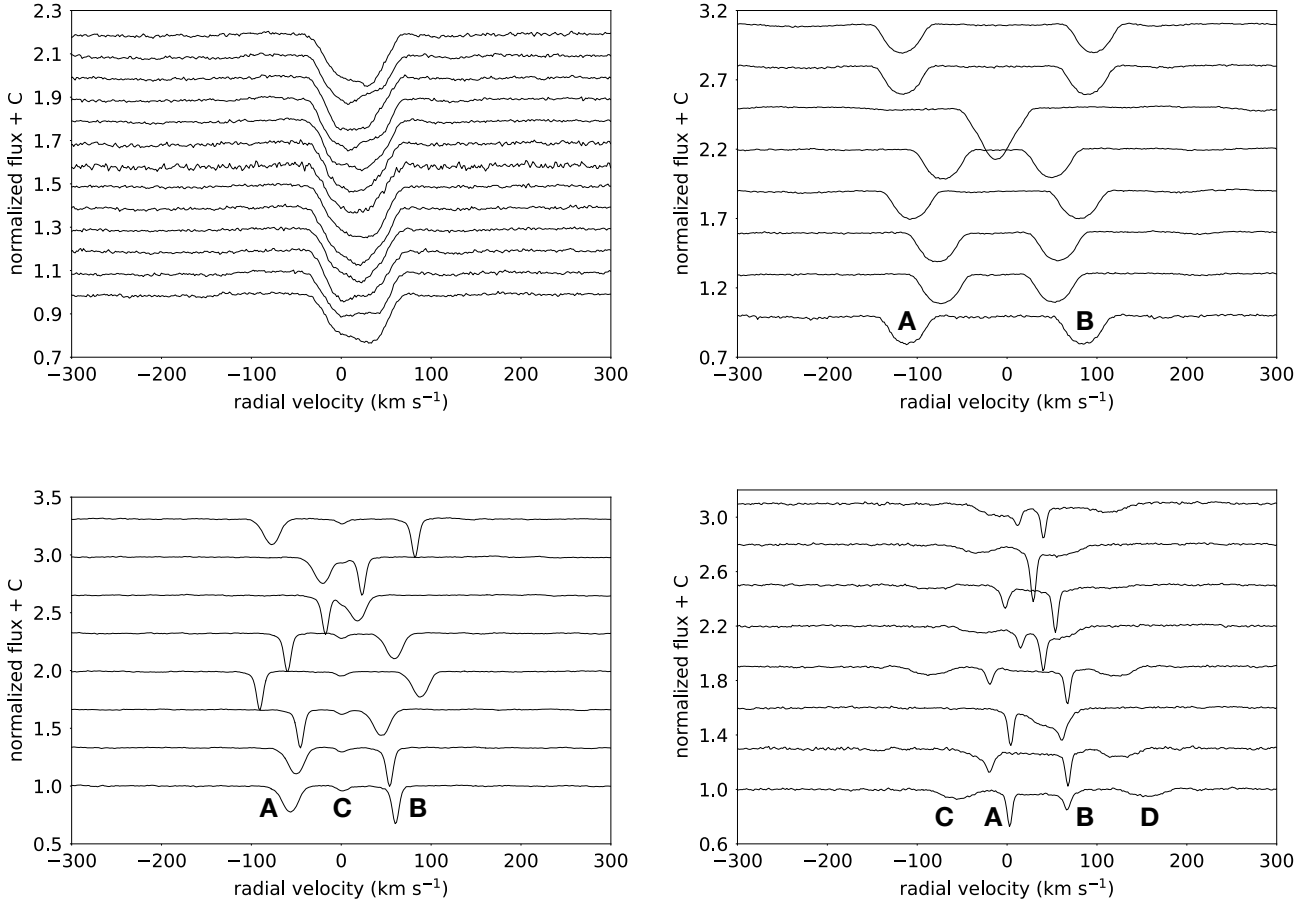 2.3
2.1
1.9
1.7
1.5
1.3
1.1
0.9
0.7
normalized flux + C
−300 −200 −100 0 100 200 300
radial velocity (km s⁻¹)
3.2
2.7
2.2
1.7
1.2
0.7
normalized flux + C
A B
−300 −200 −100 0 100 200 300
radial velocity (km s⁻¹)
3.5
3.0
2.5
2.0
1.5
1.0
0.5
normalized flux + C
A C B
−300 −200 −100 0 100 200 300
radial velocity (km s⁻¹)
3.0
2.6
2.2
1.8
1.4
1.0
0.6
normalized flux + C
C A B D
−300 −200 −100 0 100 200 300
radial velocity (km s⁻¹)